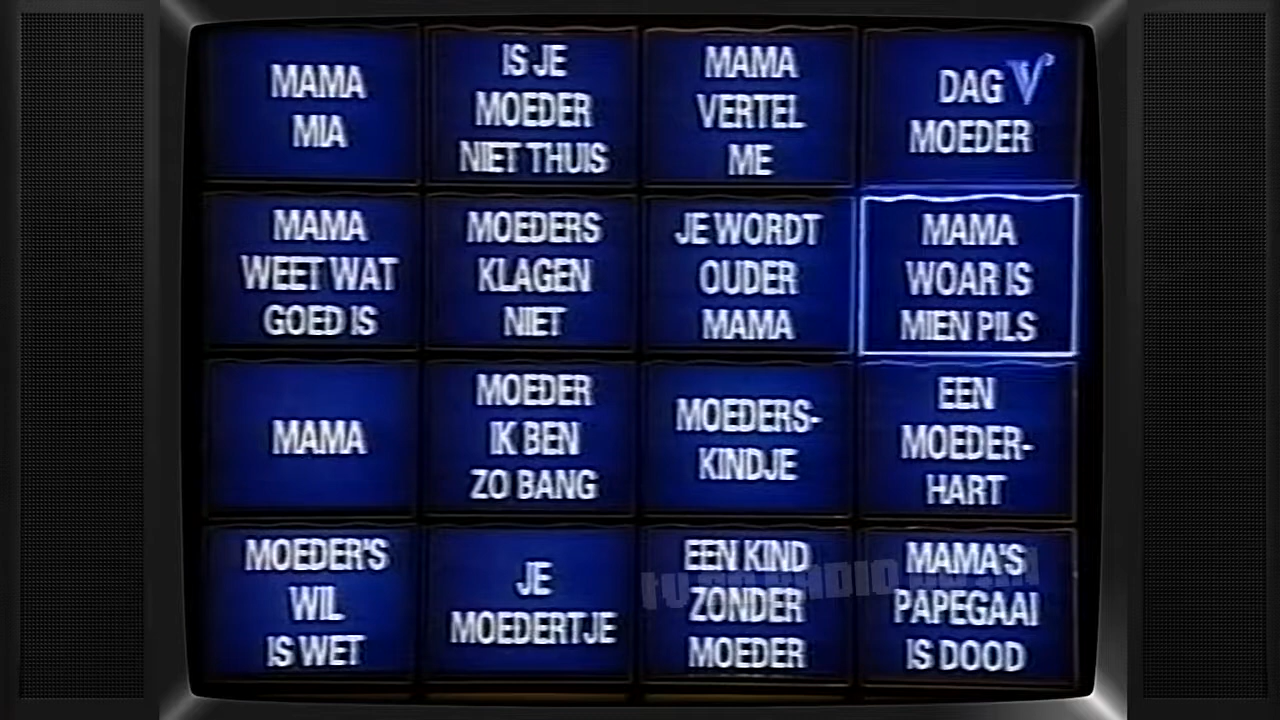 MAMA
MIA
IS JE
MOEDER
NIET THUIS
MAMA
VERTEL
ME
DAG
MOEDER
MAMA
WEET WAT
GOED IS
MOEDERS
KLAGEN
NIET
JE WORDT
OUDER
MAMA
MAMA
WOAR IS
MIEN PILS
MAMA
MOEDER
IK BEN
ZO BANG
MOEDERS-
KINDJE
EEN
MOEDER-
HART
MOEDER'S
WIL
IS WET
JE
MOEDERTJE
EEN KIND
ZONDER
MOEDER
MAMA'S
PAPEGAAI
IS DOOD